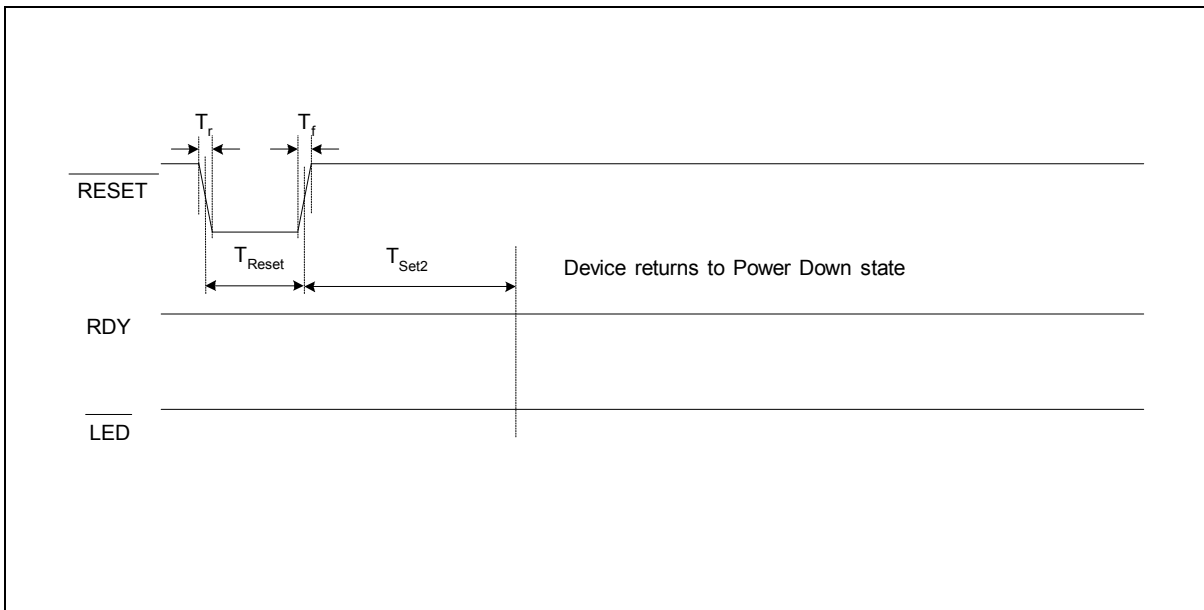 Tr Tf
RESET
TReset TSet2 Device returns to Power Down state
RDY
LED